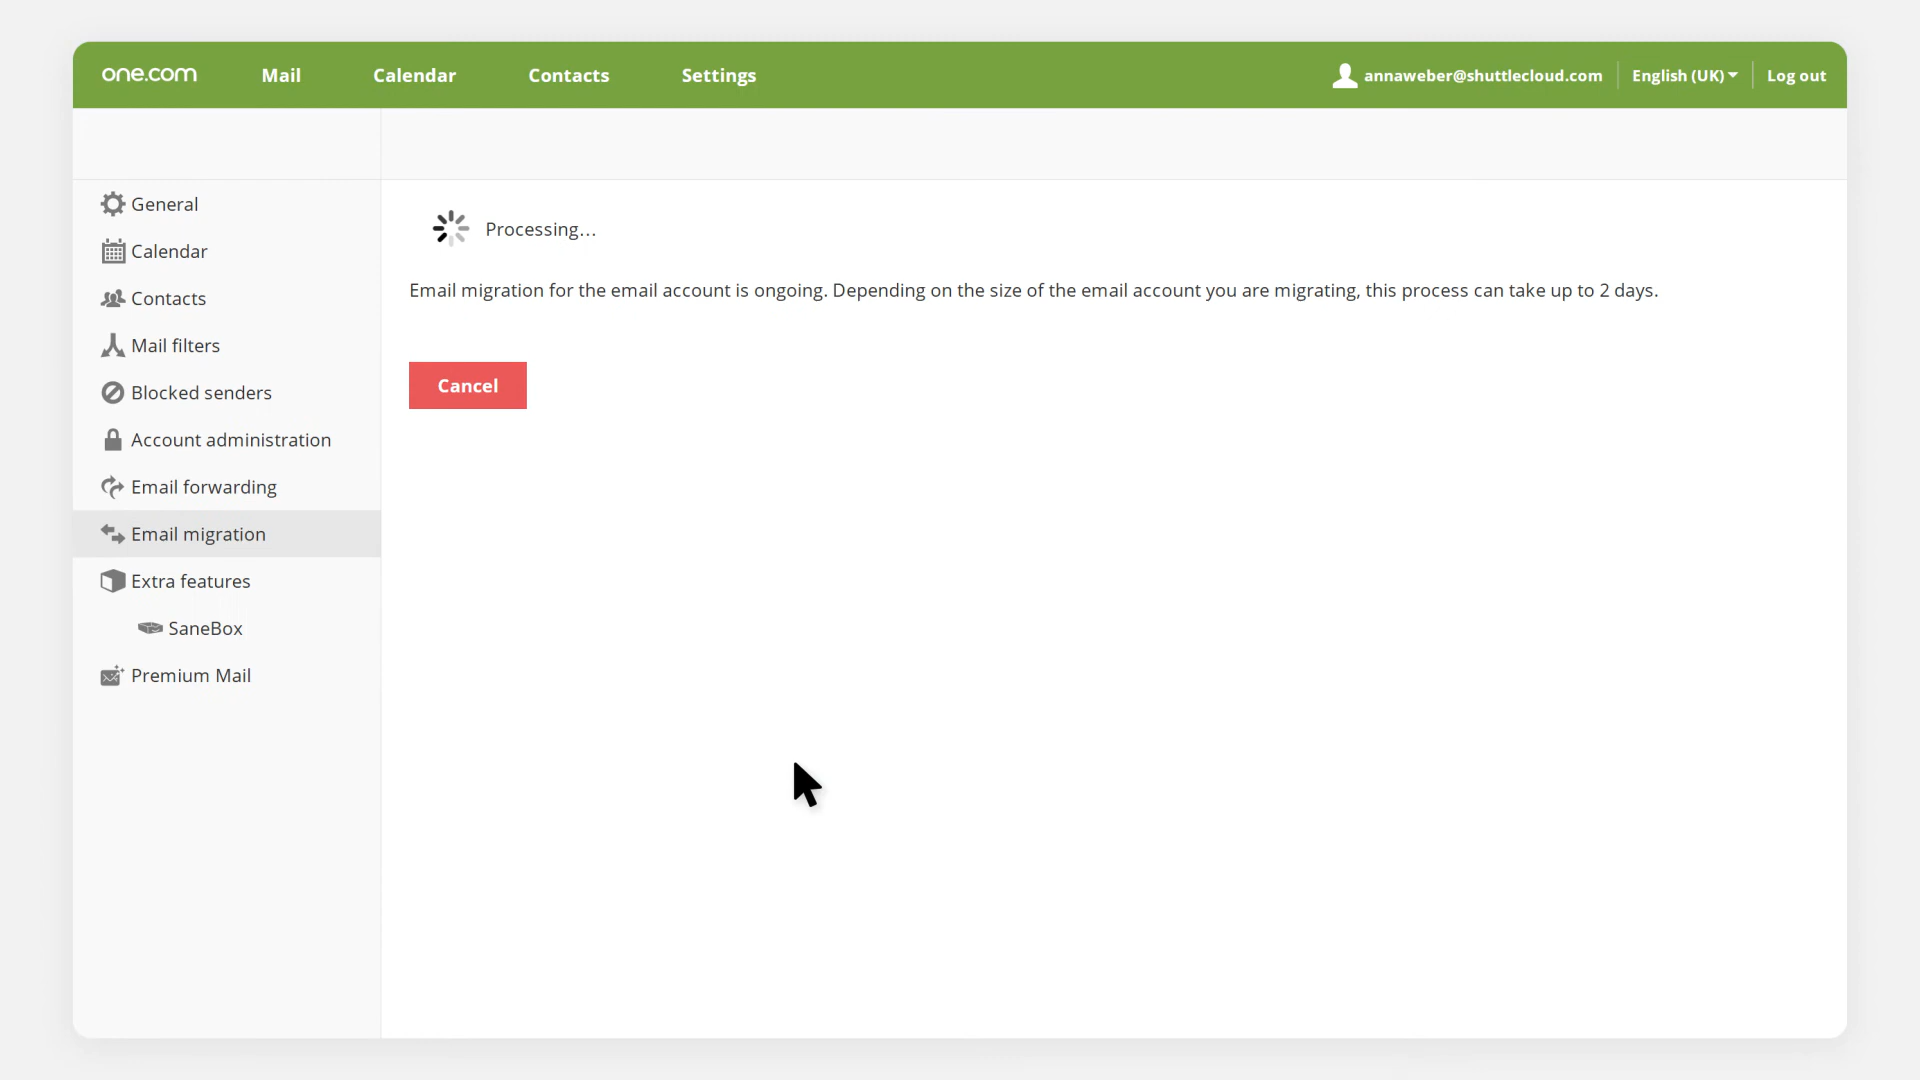 one.com Mail Calendar Contacts Settings annaweber@shuttlecloud.com English (UK) Log out
General
Calendar
Contacts
Mail filters
Blocked senders
Account administration
Email forwarding
Email migration
Extra features
SaneBox
Premium Mail
Processing...
Email migration for the email account is ongoing. Depending on the size of the email account you are migrating, this process can take up to 2 days.
Cancel